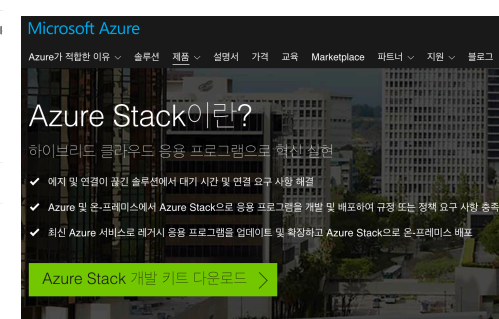 Microsoft Azure
Azure가 적합한 이유 솔루션 제품 설명서 가격 교육 Marketplace 파트너 지원 블로그
Azure Stack이란?
하이브리드 클라우드 응용 프로그램으로 혁신 실현
✔ 에지 및 연결이 끊긴 솔루션에서 대기 시간 및 연결 요구 사항 해결
✔ Azure 및 온-프레미스에서 Azure Stack으로 응용 프로그램을 개발 및 배포하여 규정 또는 정책 요구 사항 충족
✔ 최신 Azure 서비스로 레거시 응용 프로그램을 업데이트 및 확장하고 Azure Stack으로 온-프레미스 배포
Azure Stack 개발 키트 다운로드 >